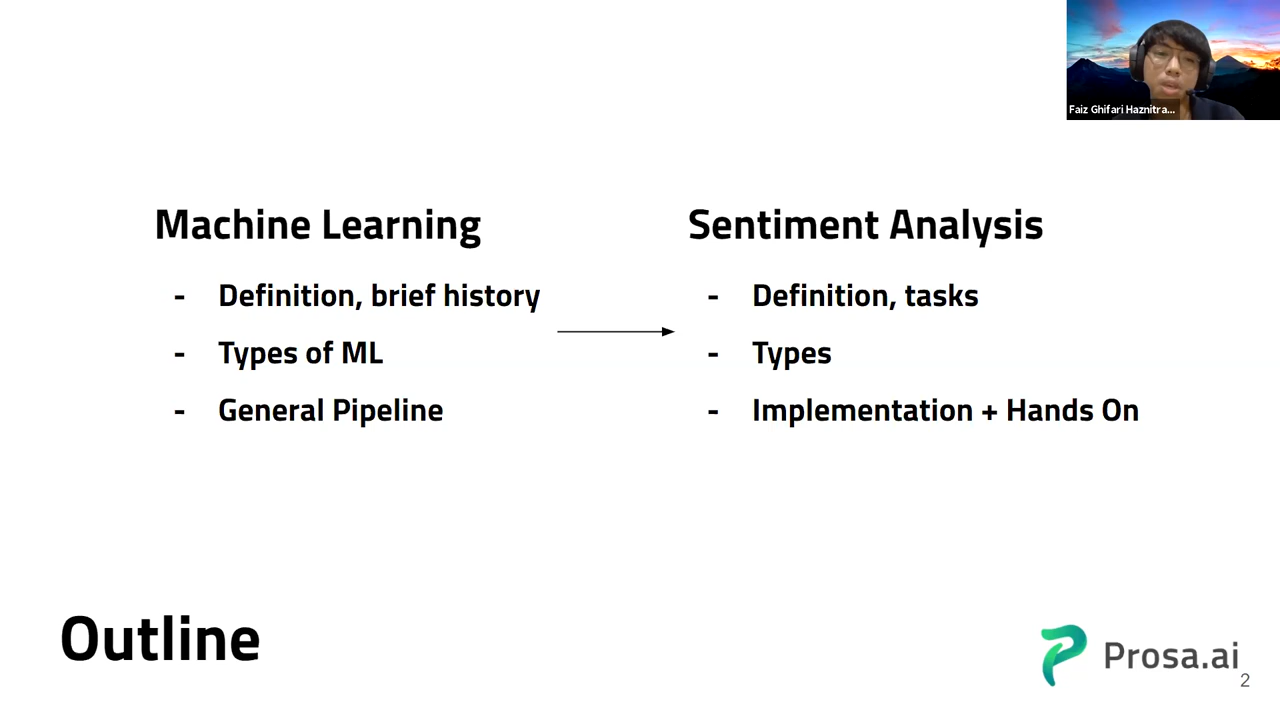 Faiz Ghifari Haznitra...
Machine Learning
- Definition, brief history
- Types of ML
- General Pipeline
Sentiment Analysis
- Definition, tasks
- Types
- Implementation + Hands On
Outline
Prosa.ai
2